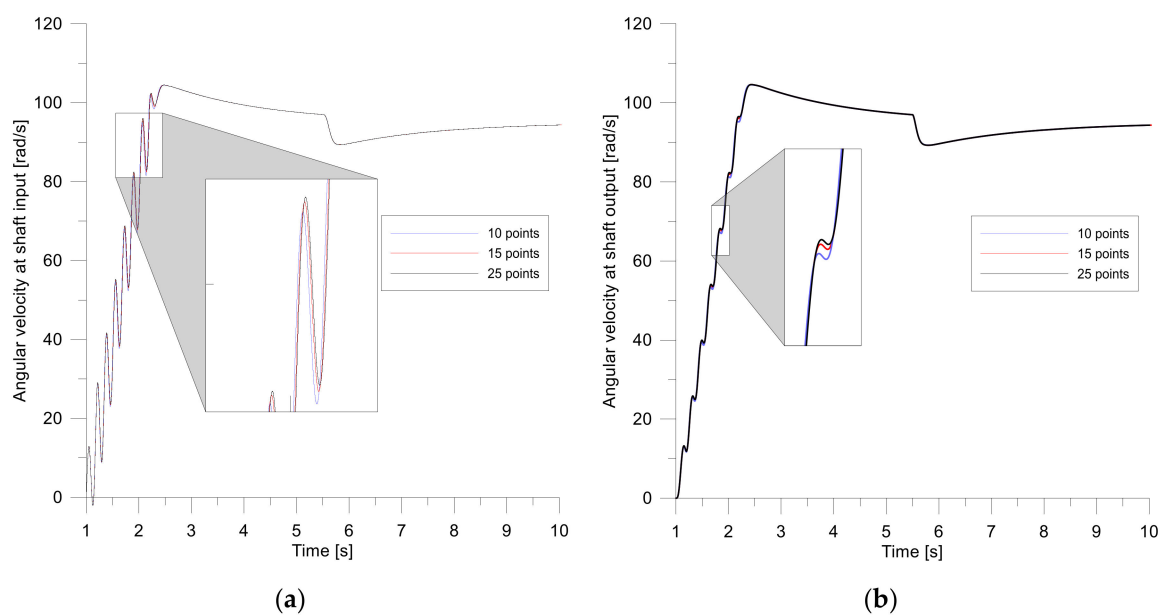 Angular velocity at shaft input [rad/s]
120
100
80
60
40
20
0
10 points
15 points
25 points
1 2 3 4 5 6 7 8 9 10
Time [s]
(a)
Angular velocity at shaft output [rad/s]
120
100
80
60
40
20
0
10 points
15 points
25 points
1 2 3 4 5 6 7 8 9 10
Time [s]
(b)